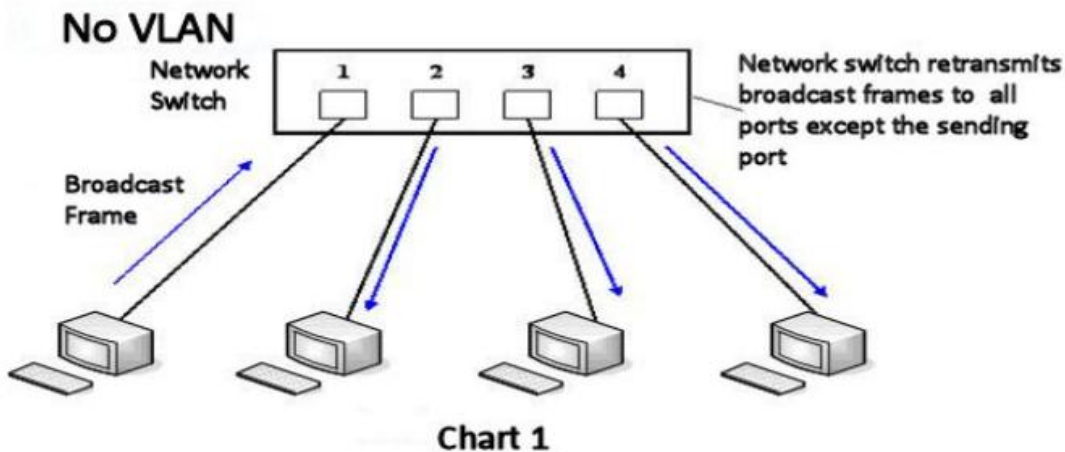 No VLAN
Network
Switch
1 2 3 4
Network switch retransmits
broadcast frames to all
ports except the sending
port
Broadcast
Frame
Chart 1